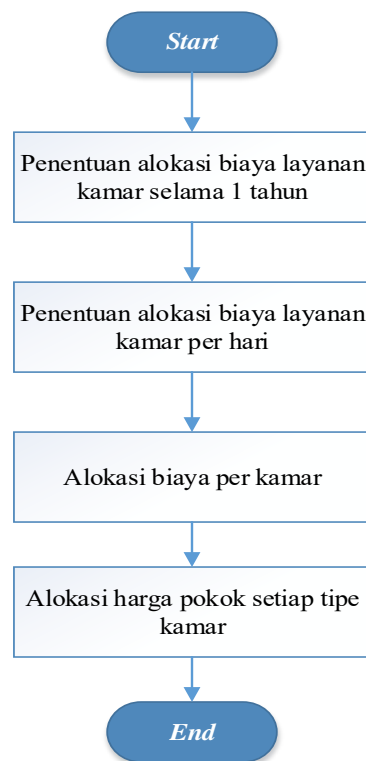 Start
Penentuan alokasi biaya layanan
kamar selama 1 tahun
Penentuan alokasi biaya layanan
kamar per hari
Alokasi biaya per kamar
Alokasi harga pokok setiap tipe
kamar
End